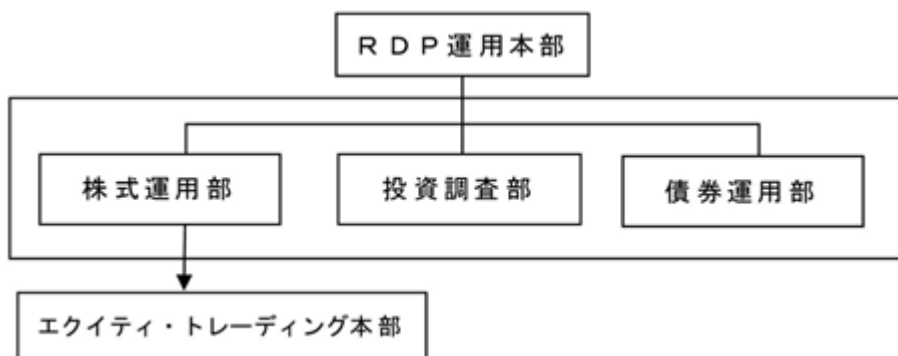 ＲＤＰ運用本部
株式運用部
投資調査部
債券運用部
エクイティ・トレーディング本部